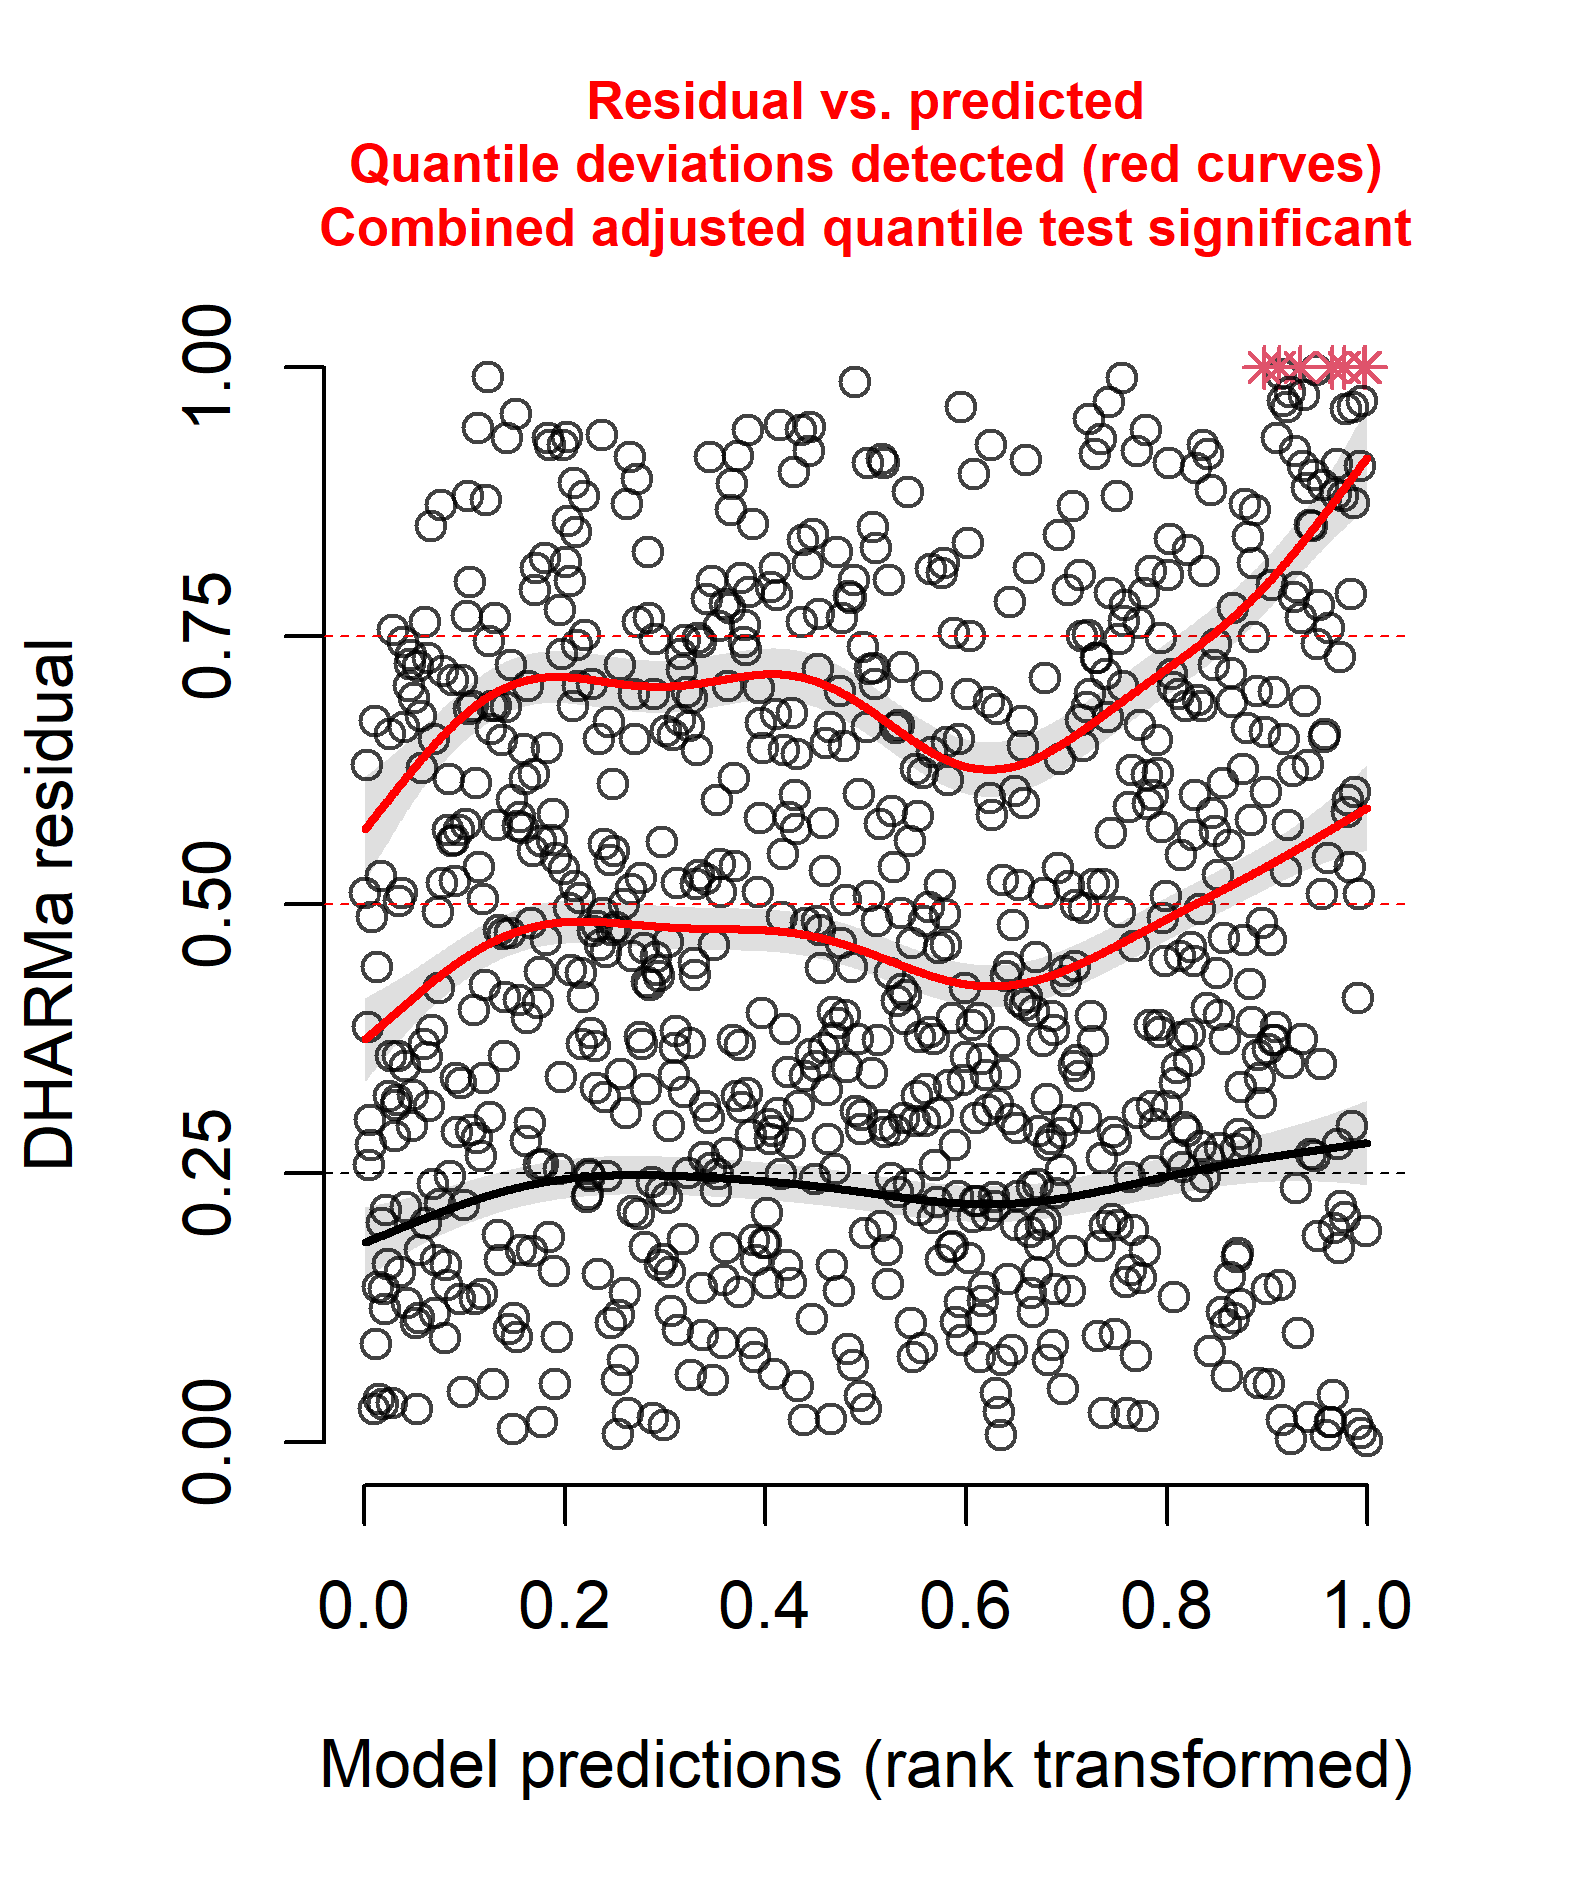 Residual vs. predicted
Quantile deviations detected (red curves)
Combined adjusted quantile test significant
1.00
0.75
0.50
0.25
0.00
DHARMa residual
0.0 0.2 0.4 0.6 0.8 1.0
Model predictions (rank transformed)